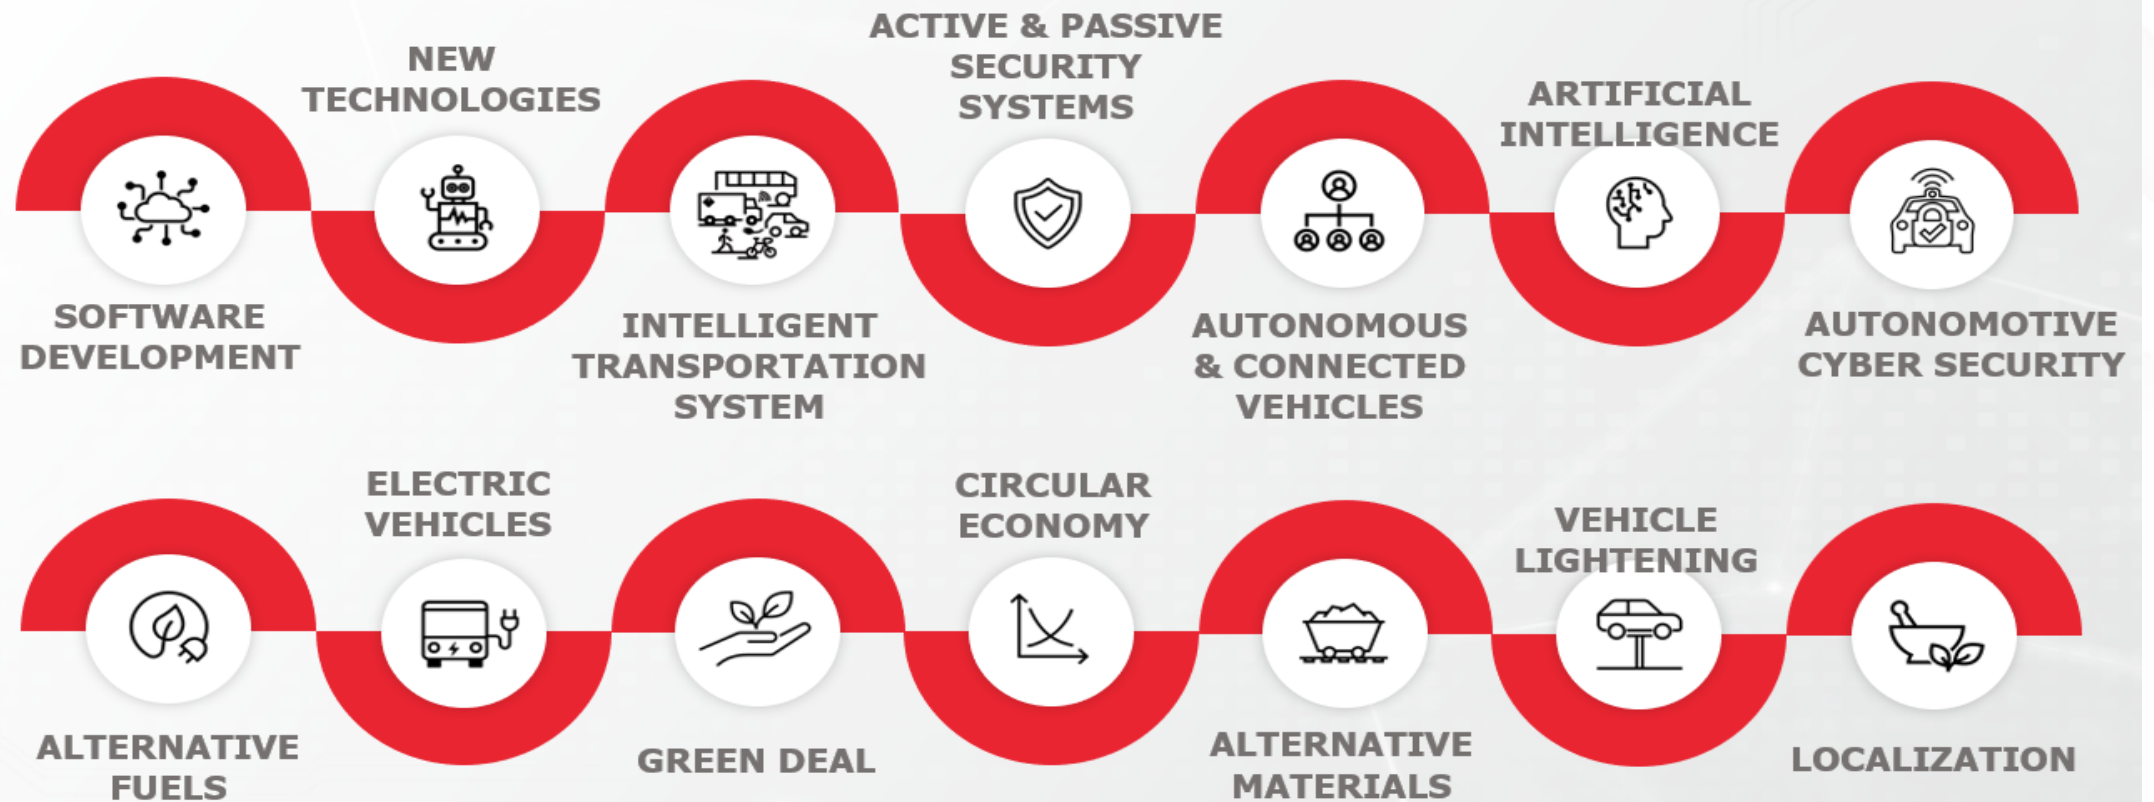 SOFTWARE
DEVELOPMENT
NEW
TECHNOLOGIES
INTELLIGENT
TRANSPORTATION
SYSTEM
ACTIVE & PASSIVE
SECURITY
SYSTEMS
AUTONOMOUS
& CONNECTED
VEHICLES
ARTIFICIAL
INTELLIGENCE
AUTONOMOTIVE
CYBER SECURITY
ALTERNATIVE
FUELS
ELECTRIC
VEHICLES
GREEN DEAL
CIRCULAR
ECONOMY
ALTERNATIVE
MATERIALS
VEHICLE
LIGHTENING
LOCALIZATION